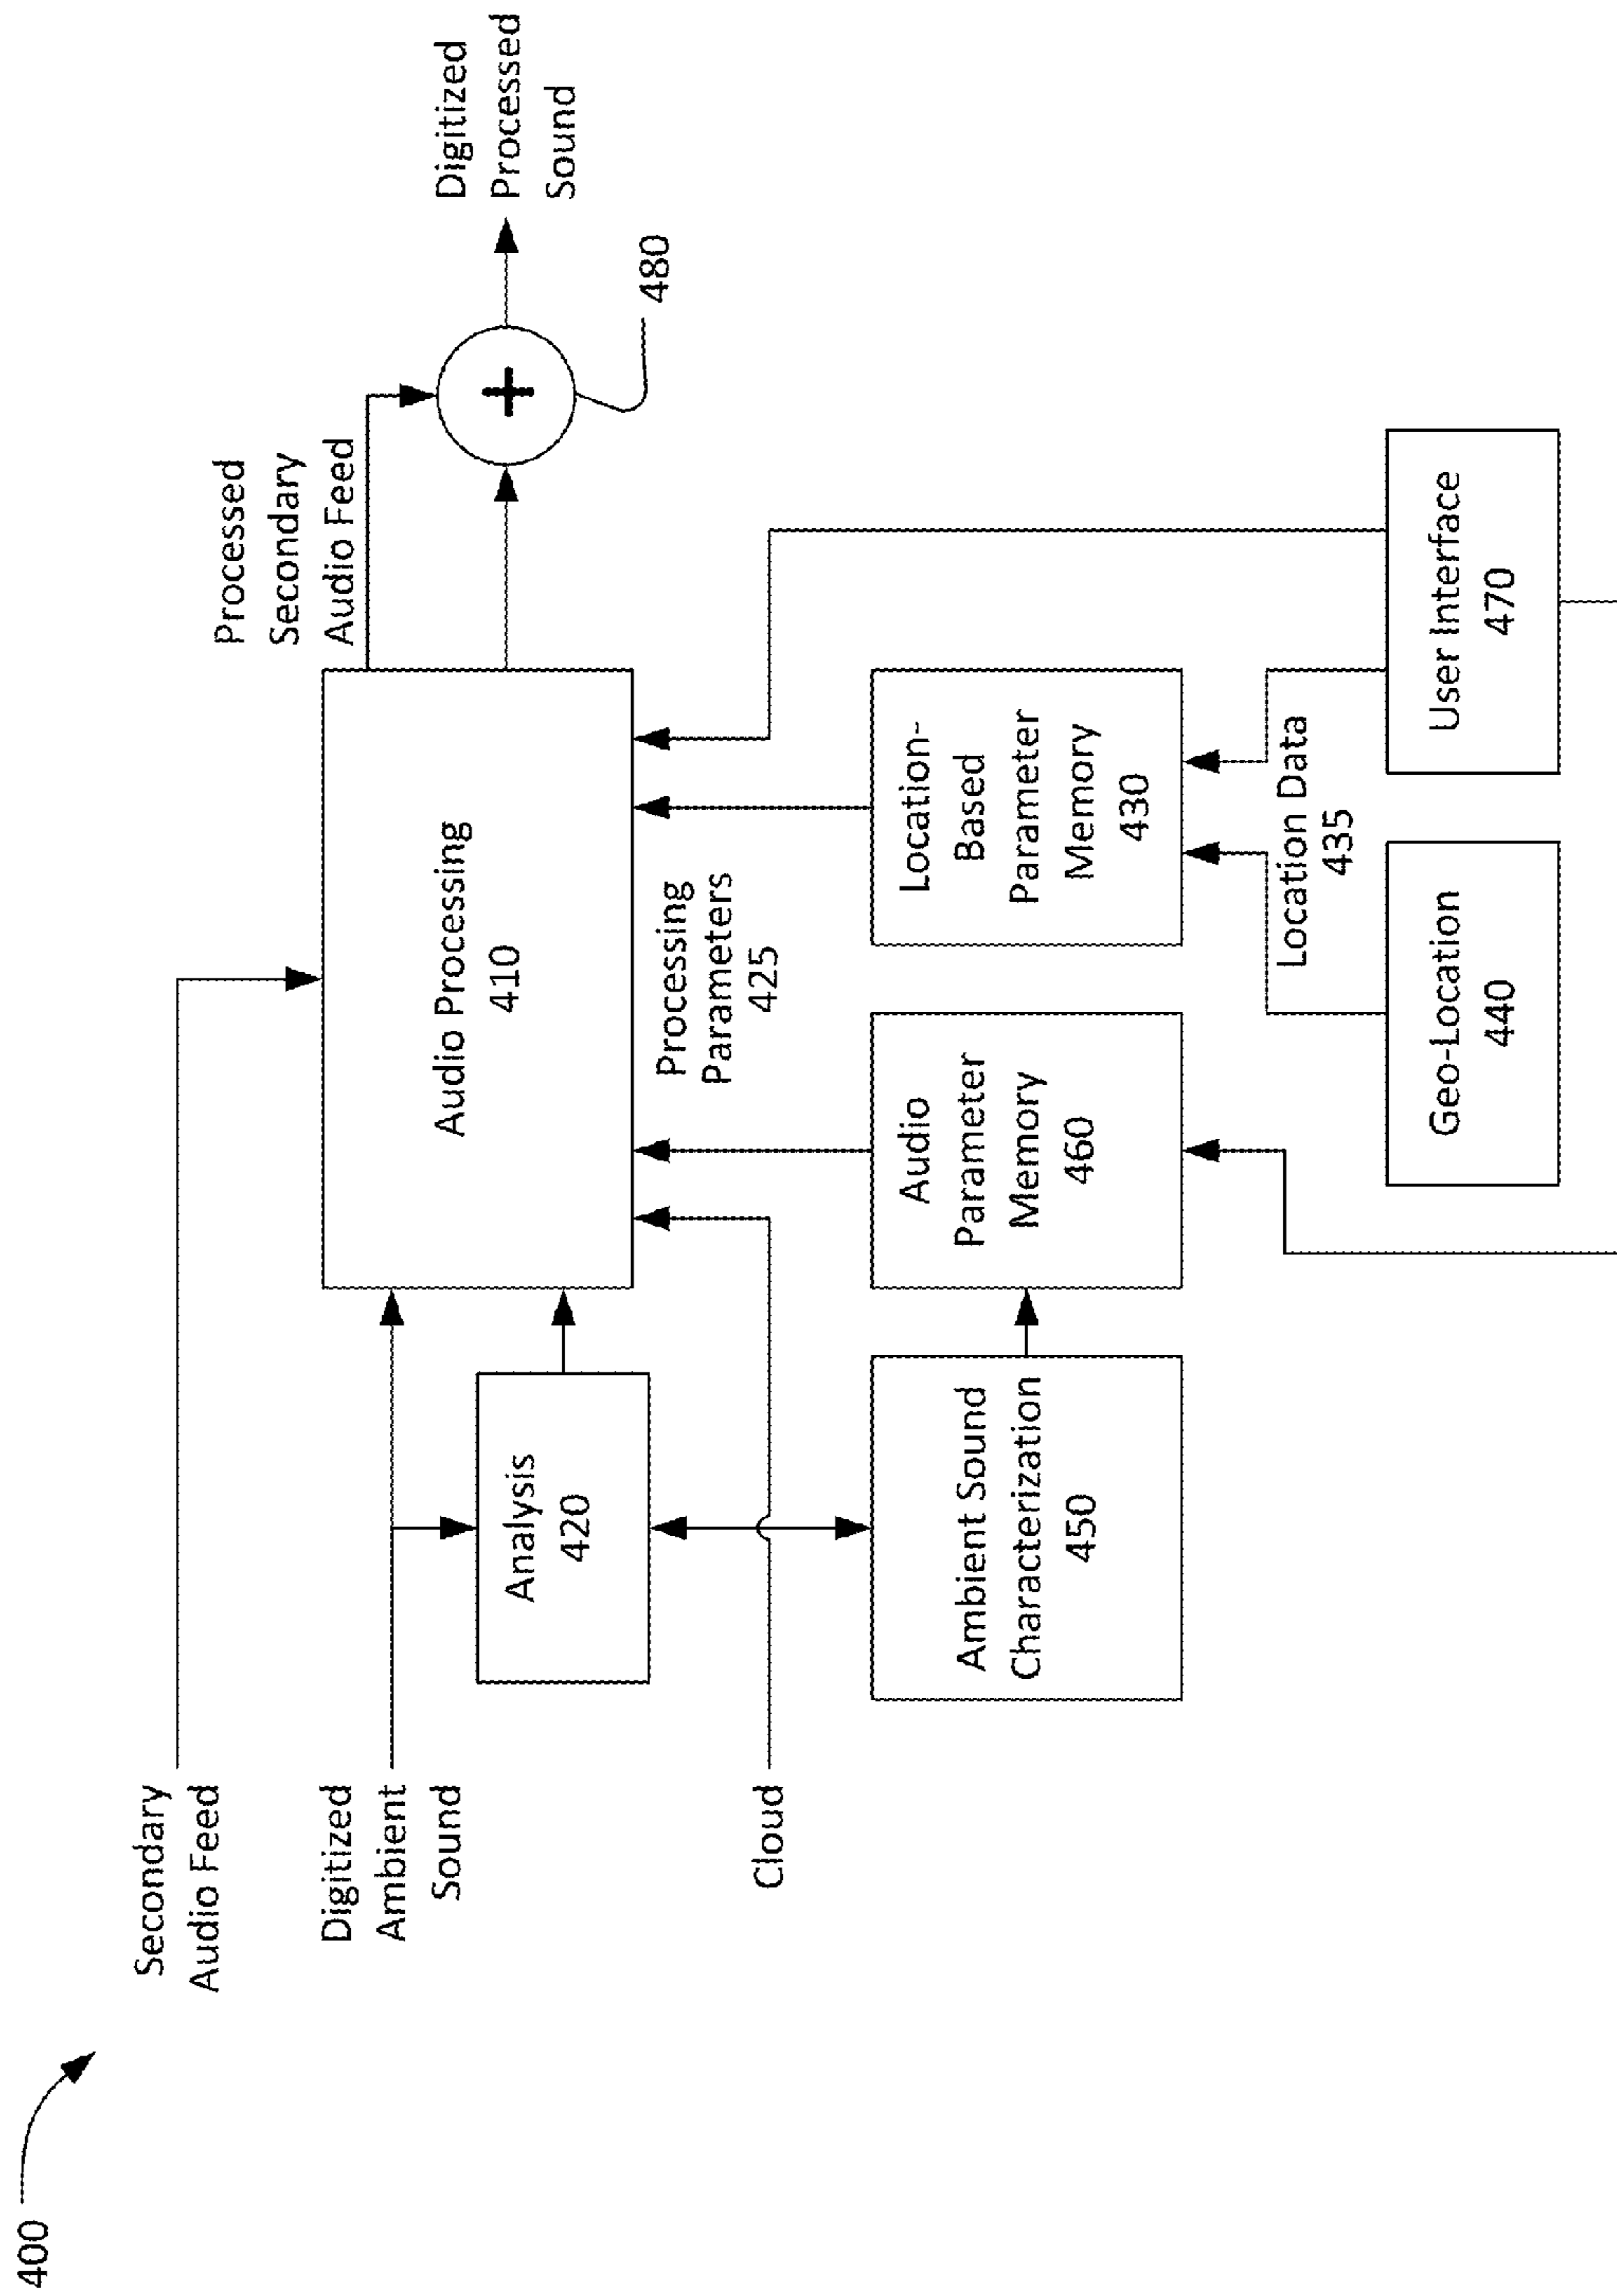 400
Secondary
Audio Feed
Digitized
Ambient
Sound
Cloud
Processed
Secondary
Audio Feed
Digitized
Processed
Sound
480
Audio Processing
410
Analysis
420
Processing
Parameters
425
Ambient Sound
Characterization
450
Audio
Parameter
Memory
460
Location-
Based
Parameter
Memory
430
Location Data
435
Geo-Location
440
User Interface
470
+